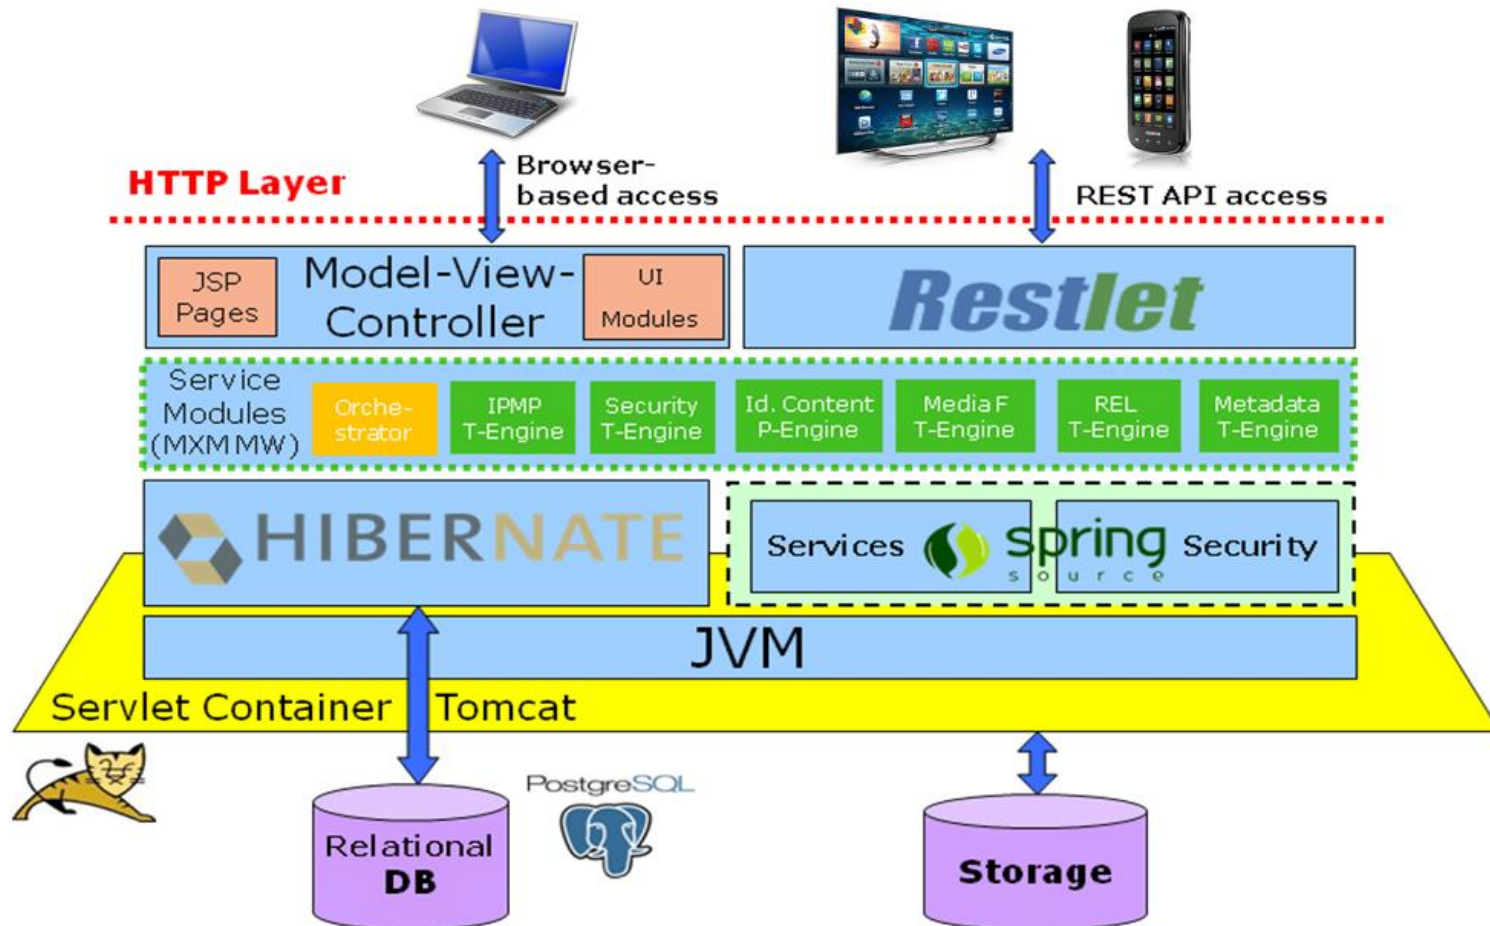 HTTP Layer
Browser-
based access
REST API access
JSP
Pages
Model-View-
Controller
UI
Modules
Restlet
Service
Modules
(MXM MW)
Orche-
strator
IPMP
T-Engine
Security
T-Engine
Id. Content
P-Engine
Media F
T-Engine
REL
T-Engine
Metadata
T-Engine
HIBERNATE
Services
spring
source
Security
JVM
Servlet Container
Tomcat
PostgreSQL
Relational
DB
Storage